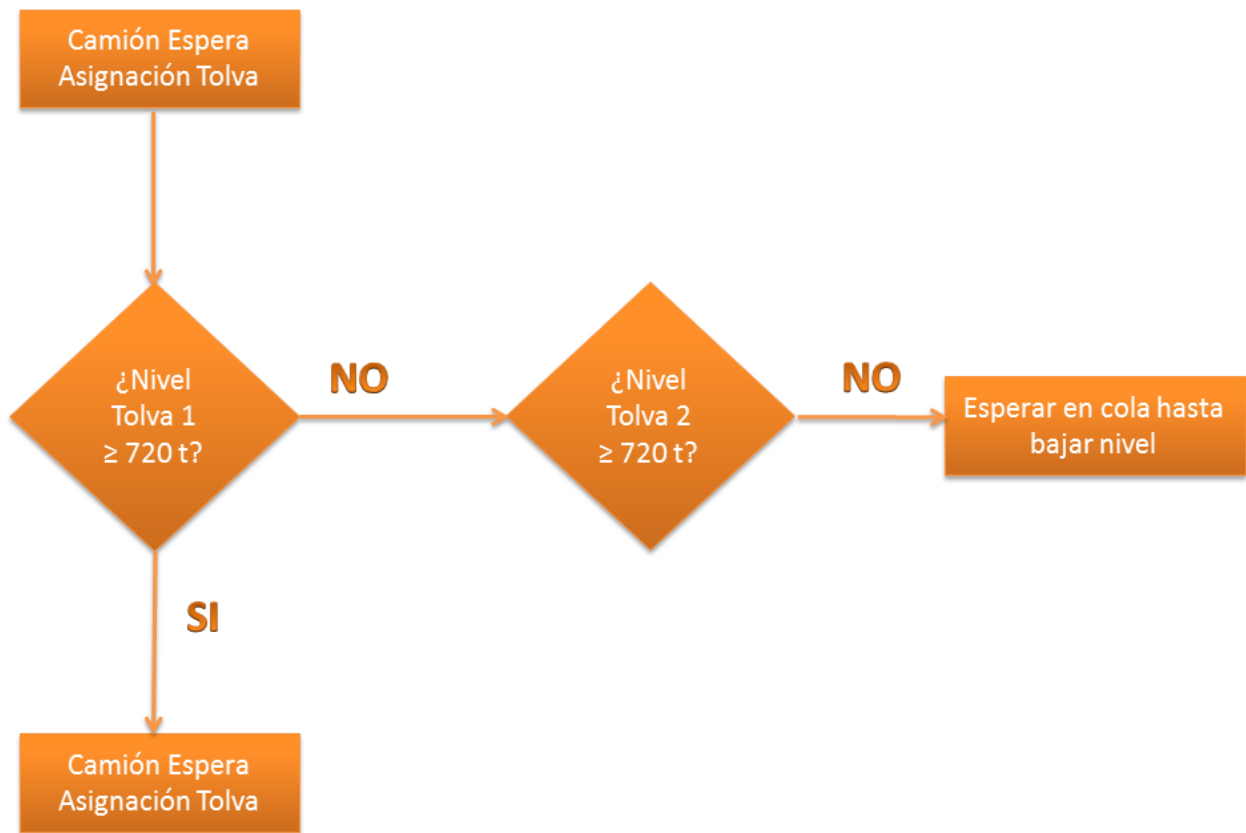 Camión Espera
Asignación Tolva
¿Nivel
Tolva 1
≥ 720 t?
NO
¿Nivel
Tolva 2
≥ 720 t?
NO
Esperar en cola hasta
bajar nivel
SI
Camión Espera
Asignación Tolva